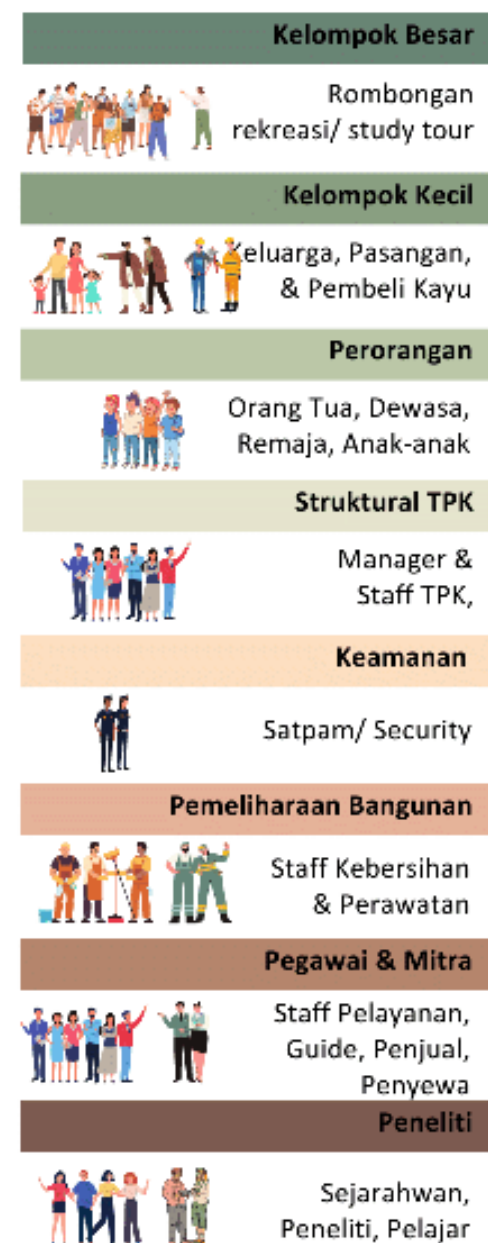 Kelompok Besar
Rombongan
rekreasi/ study tour
Kelompok Kecil
Keluarga, Pasangan,
& Pembeli Kayu
Perorangan
Orang Tua, Dewasa,
Remaja, Anak-anak
Struktural TPK
Manager &
Staff TPK,
Keamanan
Satpam/ Security
Pemeliharaan Bangunan
Staff Kebersihan
& Perawatan
Pegawai & Mitra
Staff Pelayanan,
Guide, Penjual,
Penyewa
Peneliti
Sejarahwan,
Peneliti, Pelajar